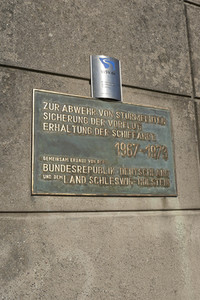 ZUR ABWEHR VON STURMFLUTEN
SICHERUNG DER VORFLUT
ERHALTUNG DER SCHIFFAHRT
1967-1973
GEMEINSAM ERBAUT VON DER
BUNDESREPUBLIK DEUTSCHLAND
UND DEM LAND SCHLESWIG-HOLSTEIN